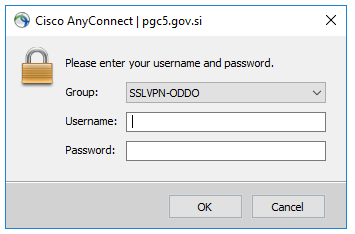 Cisco AnyConnect | pgc5.gov.si
Please enter your username and password.
Group: SSLVPN-ODDO
Username:
Password:
OK Cancel